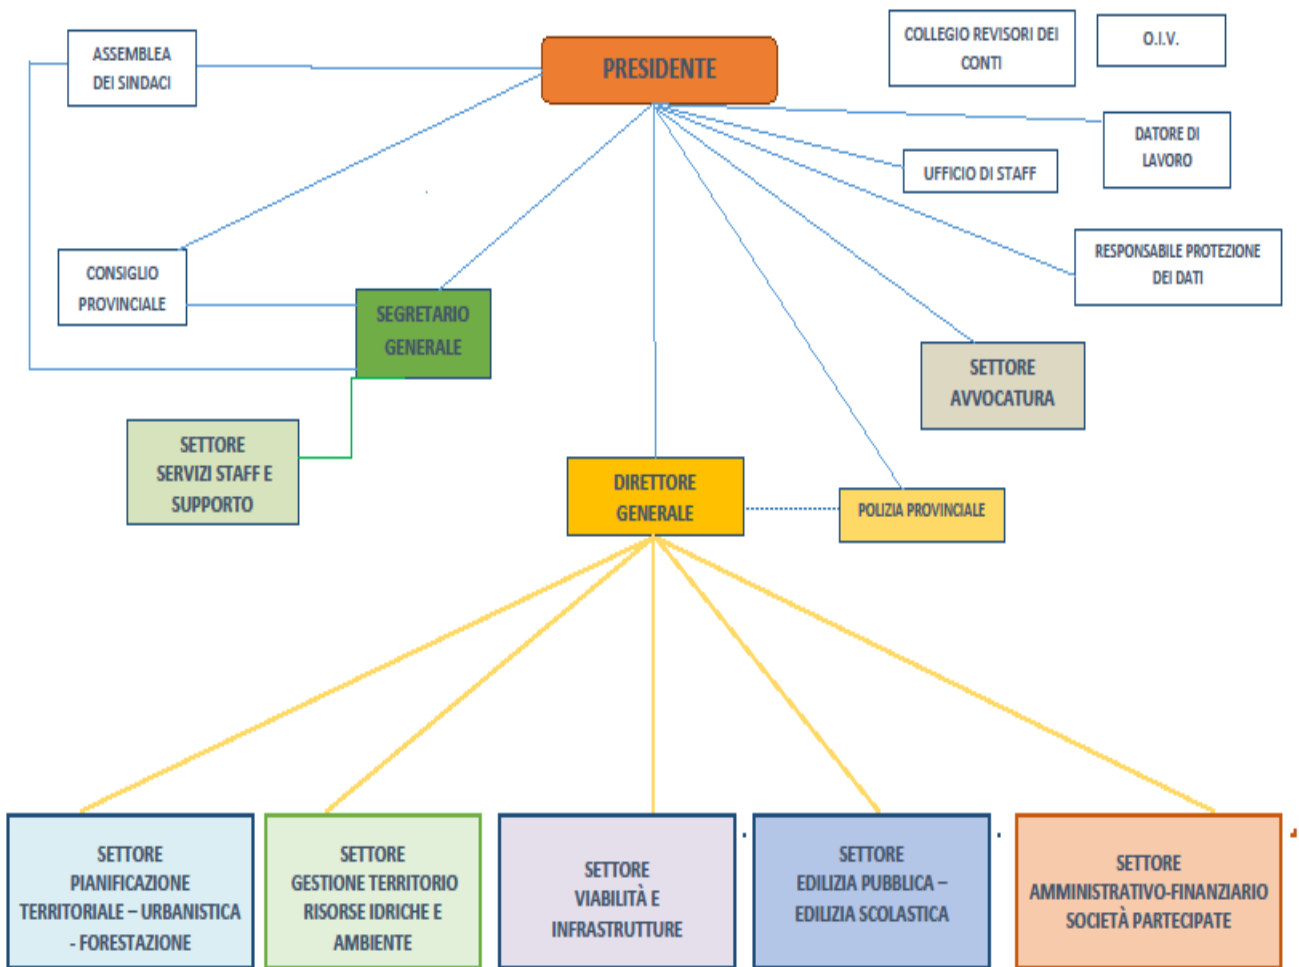 ASSEMBLEA
DEI SINDACI
PRESIDENTE
COLLEGIO REVISORI DEI
CONTI
O.I.V.
DATORE DI
LAVORO
UFFICIO DI STAFF
RESPONSABILE PROTEZIONE
DEI DATI
CONSIGLIO
PROVINCIALE
SEGRETARIO
GENERALE
SETTORE
AVVOCATURA
SETTORE
SERVIZI STAFF E
SUPPORTO
DIRETTORE
GENERALE
POLIZIA PROVINCIALE
SETTORE
PIANIFICAZIONE
TERRITORIALE – URBANISTICA
- FORESTAZIONE
SETTORE
GESTIONE TERRITORIO
RISORSE IDRICHE E
AMBIENTE
SETTORE
VIABILITÀ E
INFRASTRUTTURE
SETTORE
EDILIZIA PUBBLICA –
EDILIZIA SCOLASTICA
SETTORE
AMMINISTRATIVO-FINANZIARIO
SOCIETÀ PARTECIPATE